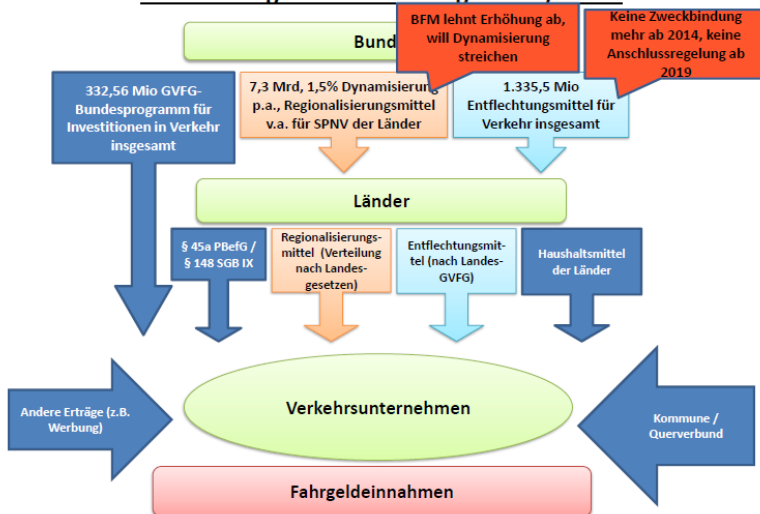 BFM lehnt Erhöhung ab,
will Dynamisierung
streichen
Keine Zweckbindung
mehr ab 2014, keine
Anschlussregelung ab
2019
Bund
332,56 Mio GVFG-
Bundesprogramm für
Investitionen in Verkehr
insgesamt
7,3 Mrd, 1,5% Dynamisierung
p.a., Regionalisierungsmittel
v.a. für SPNV der Länder
1.335,5 Mio
Entflechtungsmittel für
Verkehr insgesamt
Länder
§ 45a PBefG /
§ 148 SGB IX
Regionalisierungs-
mittel (Verteilung
nach Landes-
gesetzen)
Entflechtungsmit-
tel (nach Landes-
GVFG)
Haushaltsmittel
der Länder
Andere Erträge (z.B.
Werbung)
Verkehrsunternehmen
Kommune /
Querverbund
Fahrgeldeinnahmen